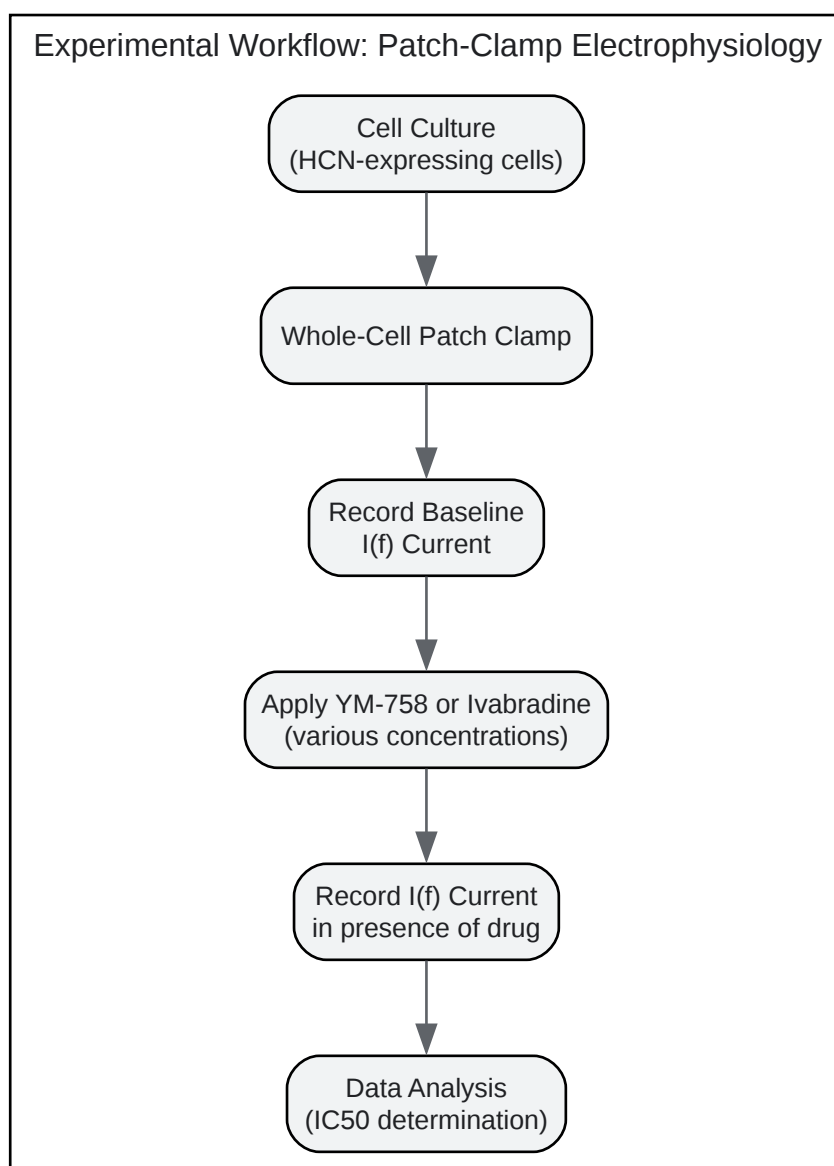 Experimental Workflow: Patch-Clamp Electrophysiology
Cell Culture
(HCN-expressing cells)
Whole-Cell Patch Clamp
Record Baseline
I(f) Current
Apply YM-758 or Ivabradine
(various concentrations)
Record I(f) Current
in presence of drug
Data Analysis
(IC50 determination)